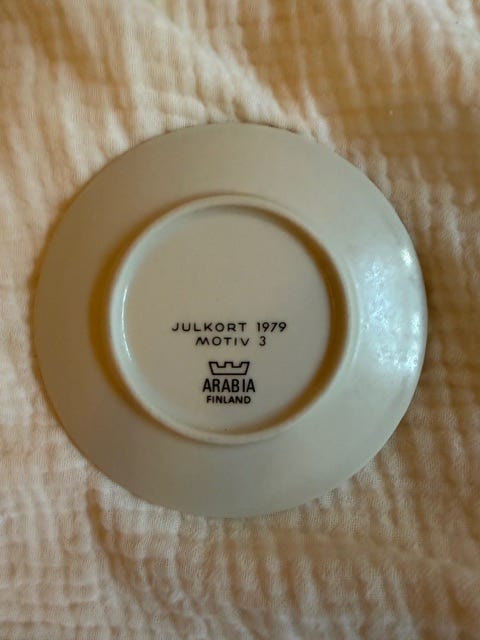 JULKORT 1979
MOTIV 3
ARABIA
FINLAND